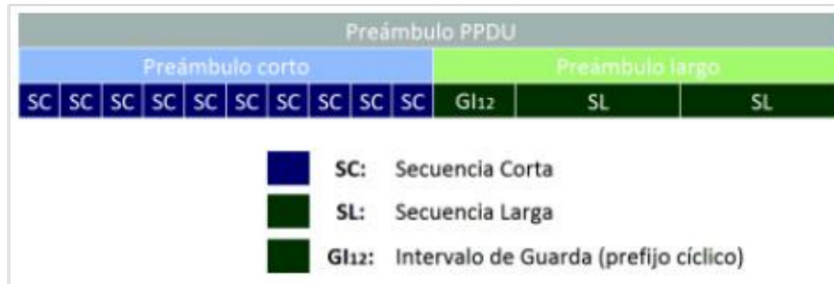 Preámbulo PPDU
Preámbulo corto Preámbulo largo
SC SC SC SC SC SC SC SC SC SC GI12 SL SL
SC: Secuencia Corta
SL: Secuencia Larga
GI12: Intervalo de Guarda (prefijo cíclico)